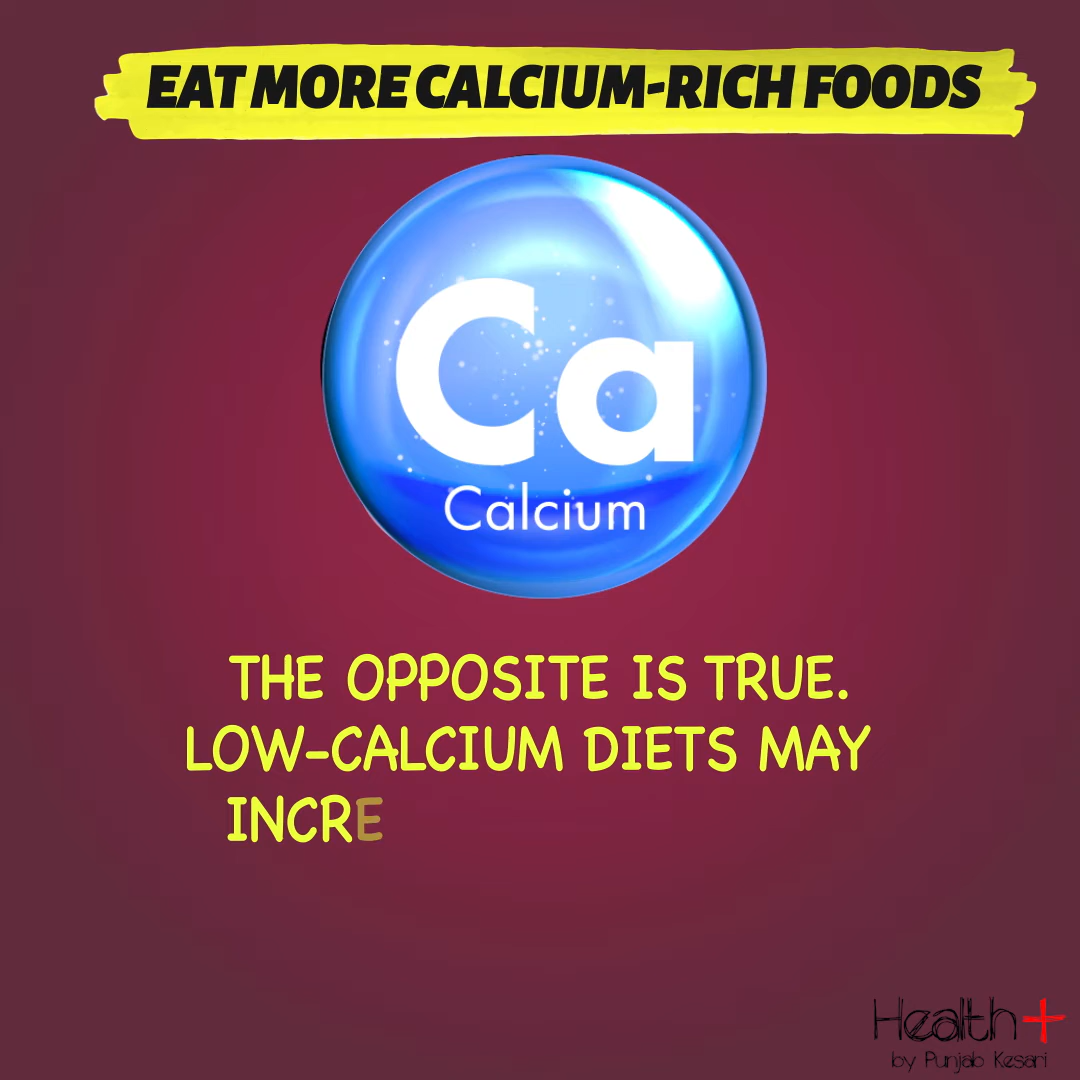 EAT MORE CALCIUM-RICH FOODS
Ca
Calcium
THE OPPOSITE IS TRUE.
LOW-CALCIUM DIETS MAY
INCRE
Health+
by Punjab Kesari